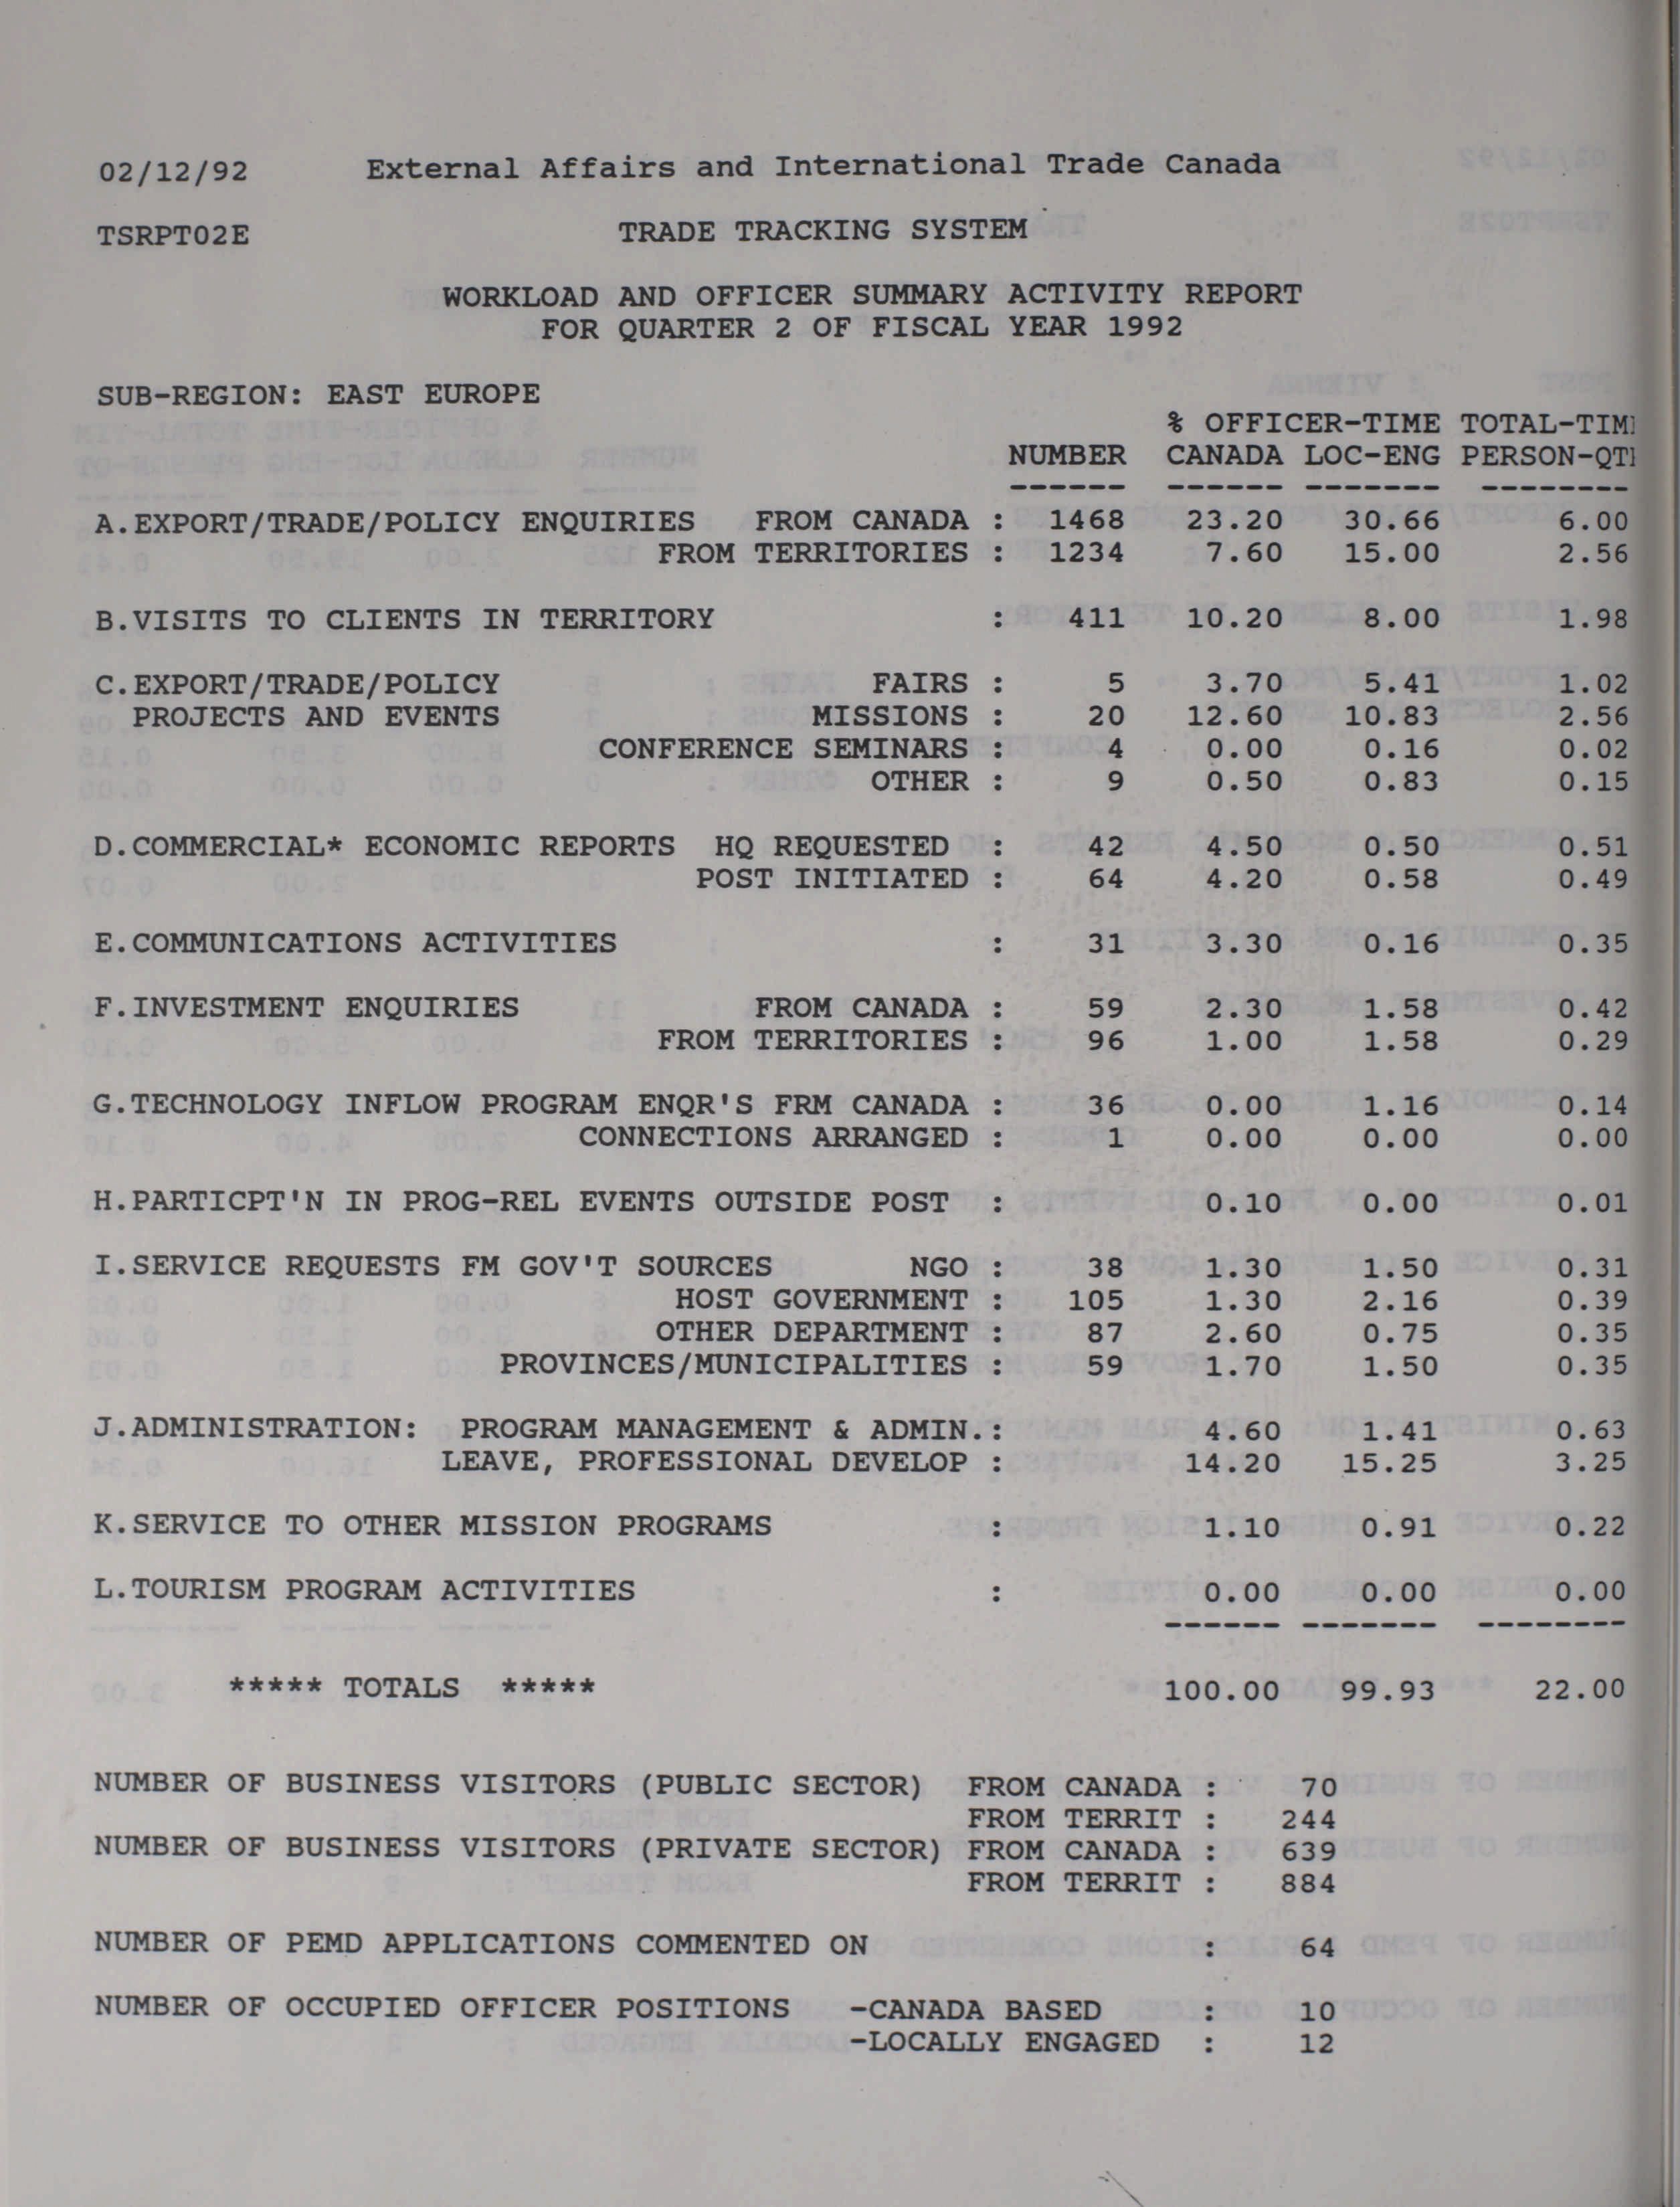 02/12/92 External Affairs and International Trade Canada
TSRPT02E TRADE TRACKING SYSTEM
WORKLOAD AND OFFICER SUMMARY ACTIVITY REPORT
FOR QUARTER 2 OF FISCAL YEAR 1992
SUB-REGION: EAST EUROPE
% OFFICER-TIME TOTAL-TIM
NUMBER CANADA LOC-ENG PERSON-QT
------ ------ ------- --------
A.EXPORT/TRADE/POLICY ENQUIRIES FROM CANADA : 1468 23.20 30.66 6.00
FROM TERRITORIES : 1234 7.60 15.00 2.56
B.VISITS TO CLIENTS IN TERRITORY : 411 10.20 8.00 1.98
C.EXPORT/TRADE/POLICY FAIRS : 5 3.70 5.41 1.02
PROJECTS AND EVENTS MISSIONS : 20 12.60 10.83 2.56
CONFERENCE SEMINARS : 4 0.00 0.16 0.02
OTHER : 9 0.50 0.83 0.15
D.COMMERCIAL* ECONOMIC REPORTS HQ REQUESTED : 42 4.50 0.50 0.51
POST INITIATED : 64 4.20 0.58 0.49
E.COMMUNICATIONS ACTIVITIES : 31 3.30 0.16 0.35
F.INVESTMENT ENQUIRIES FROM CANADA : 59 2.30 1.58 0.42
FROM TERRITORIES : 96 1.00 1.58 0.29
G.TECHNOLOGY INFLOW PROGRAM ENQR'S FRM CANADA : 36 0.00 1.16 0.14
CONNECTIONS ARRANGED : 1 0.00 0.00 0.00
H.PARTICPT'N IN PROG-REL EVENTS OUTSIDE POST : 0.10 0.00 0.01
I.SERVICE REQUESTS FM GOV'T SOURCES NGO : 38 1.30 1.50 0.31
HOST GOVERNMENT : 105 1.30 2.16 0.39
OTHER DEPARTMENT : 87 2.60 0.75 0.35
PROVINCES/MUNICIPALITIES : 59 1.70 1.50 0.35
J.ADMINISTRATION: PROGRAM MANAGEMENT & ADMIN.: 4.60 1.41 0.63
LEAVE, PROFESSIONAL DEVELOP : 14.20 15.25 3.25
K.SERVICE TO OTHER MISSION PROGRAMS : 1.10 0.91 0.22
L.TOURISM PROGRAM ACTIVITIES : 0.00 0.00 0.00
------ ------- --------
***** TOTALS ***** 100.00 99.93 22.00
NUMBER OF BUSINESS VISITORS (PUBLIC SECTOR) FROM CANADA : 70
FROM TERRIT : 244
NUMBER OF BUSINESS VISITORS (PRIVATE SECTOR) FROM CANADA : 639
FROM TERRIT : 884
NUMBER OF PEMD APPLICATIONS COMMENTED ON : 64
NUMBER OF OCCUPIED OFFICER POSITIONS -CANADA BASED : 10
-LOCALLY ENGAGED : 12